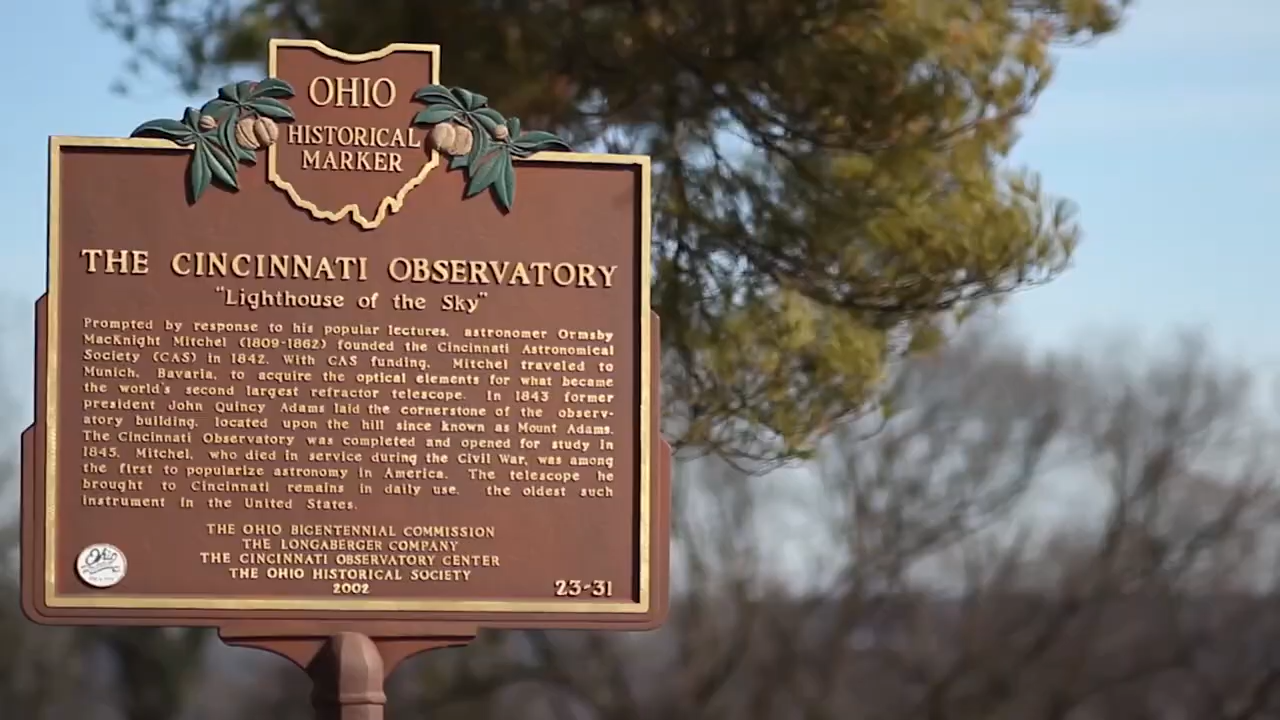 OHIO
HISTORICAL
MARKER
THE CINCINNATI OBSERVATORY
"Lighthouse of the Sky"
Prompted by response to his popular lectures, astronomer Ormsby
MacKnight Mitchel (1809-1862) founded the Cincinnati Astronomical
Society (CAS) in 1842. With CAS funding, Mitchel traveled to
Munich, Bavaria, to acquire the optical elements for what became
the world's second largest refractor telescope. In 1843 former
president John Quincy Adams laid the cornerstone of the observ-
atory building, located upon the hill since known as Mount Adams.
The Cincinnati Observatory was completed and opened for study in
1845. Mitchel, who died in service during the Civil War, was among
the first to popularize astronomy in America. The telescope he
brought to Cincinnati remains in daily use, the oldest such
instrument in the United States.
THE OHIO BICENTENNIAL COMMISSION
THE LONGABERGER COMPANY
THE CINCINNATI OBSERVATORY CENTER
THE OHIO HISTORICAL SOCIETY
2002
23-31
Ohio